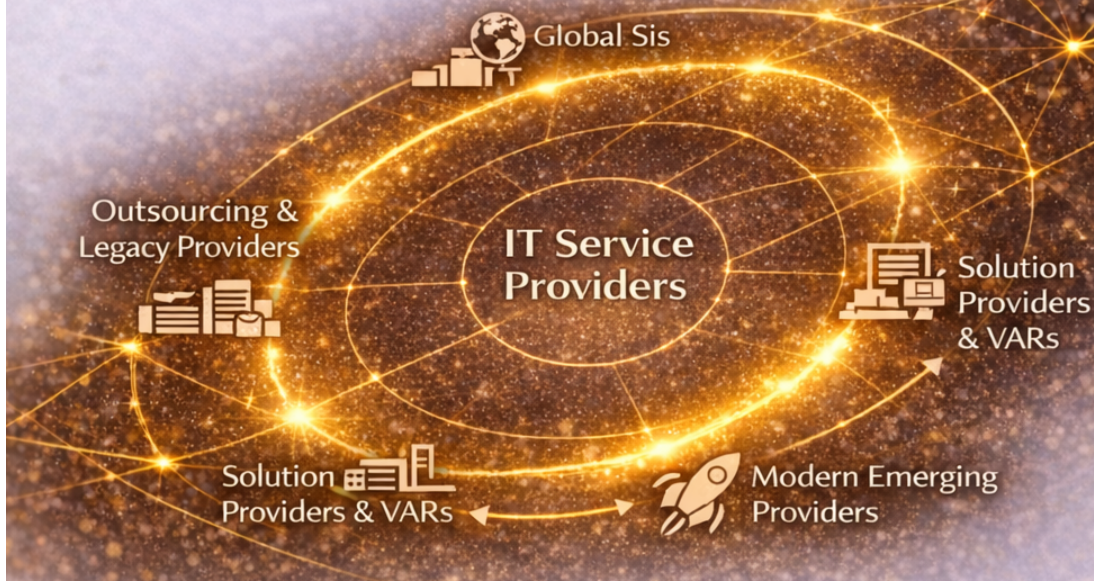 Global Sis
Outsourcing &
Legacy Providers
IT Service
Providers
Solution
Providers
& VARs
Solution
Providers & VARs
Modern Emerging
Providers